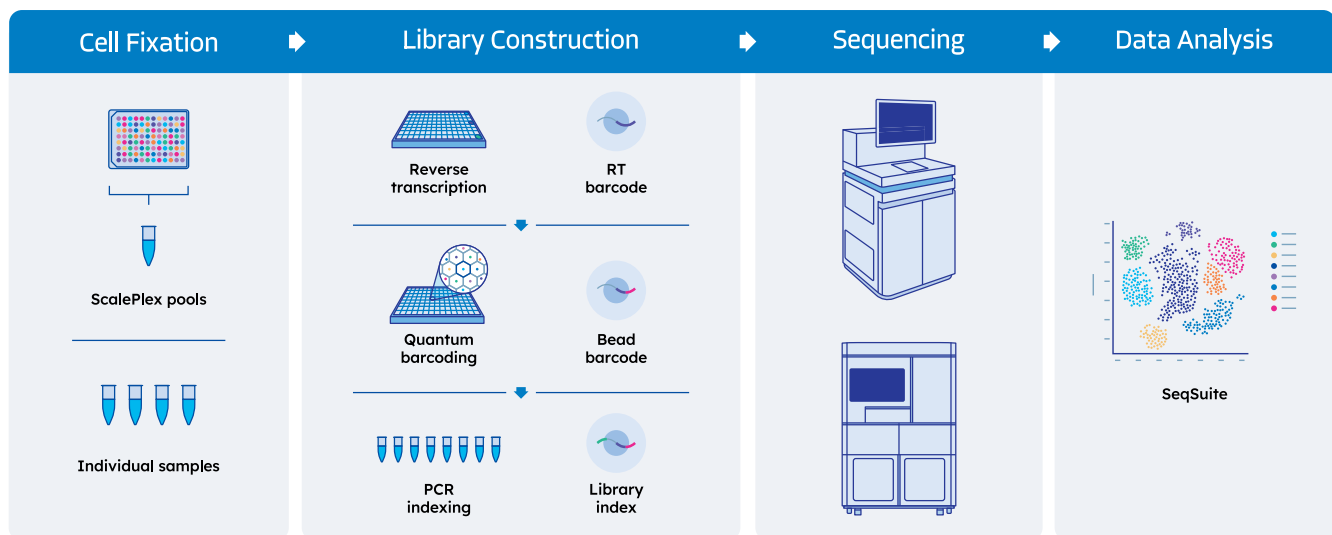 Cell Fixation
Library Construction
Sequencing
Data Analysis
ScalePlex pools
Individual samples
Reverse
transcription
RT
barcode
Quantum
barcoding
Bead
barcode
PCR
indexing
Library
index
SeqSuite